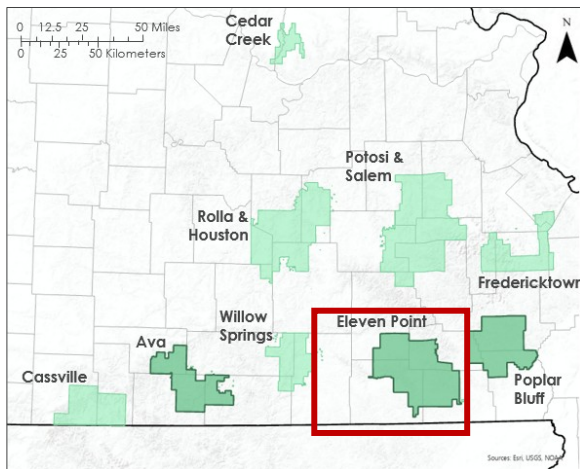 Cedar
Creek
0 12.5 25 50 Miles
0 25 50 Kilometers
N
Potosi &
Salem
Rolla &
Houston
Fredericktown
Willow
Springs
Eleven Point
Ava
Cassville
Poplar
Bluff
Sources: Esri, USGS, NOAA